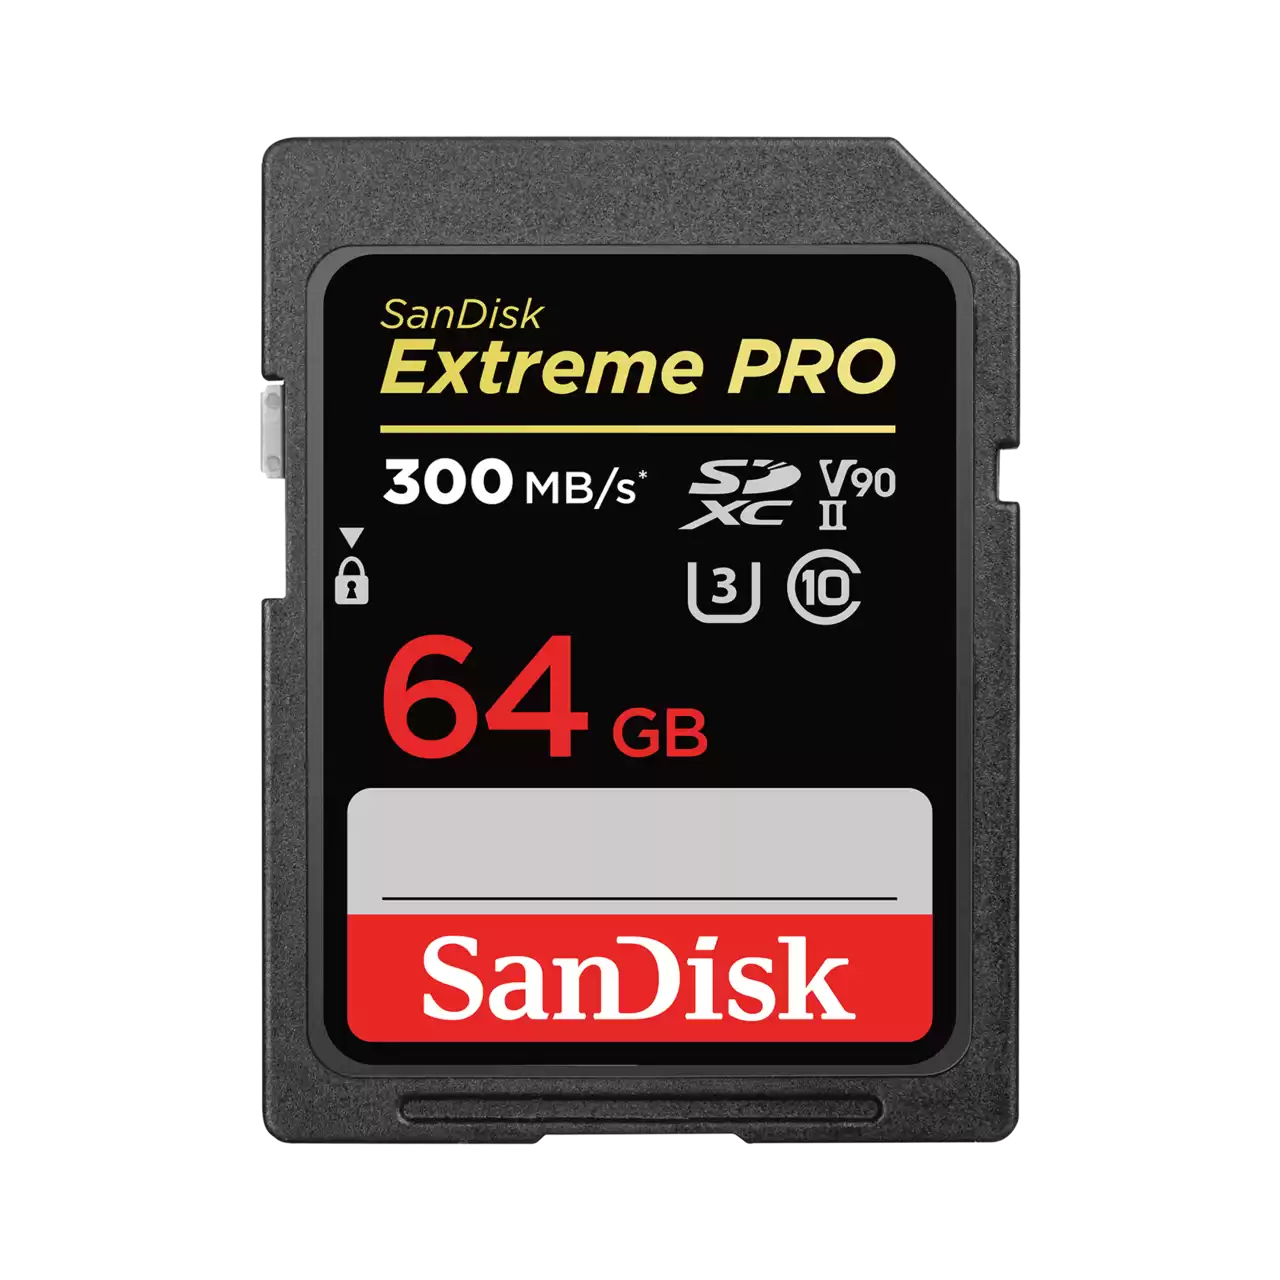 SanDisk
Extreme PRO
300 MB/s*
SD XC V90 II
3 10
64 GB
SanDisk